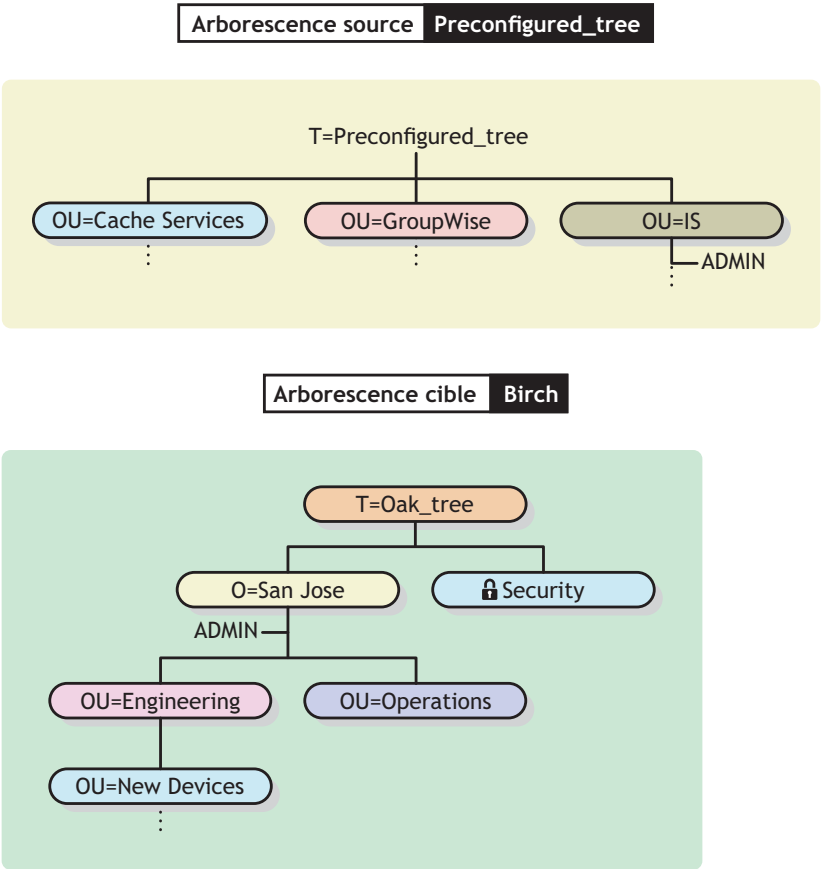 Arborescence source Preconfigured_tree
T=Preconfigured_tree
OU=Cache Services OU=GroupWise OU=IS
ADMIN
Arborescence cible Birch
T=Oak_tree
O=San Jose Security
ADMIN
OU=Engineering OU=Operations
OU=New Devices